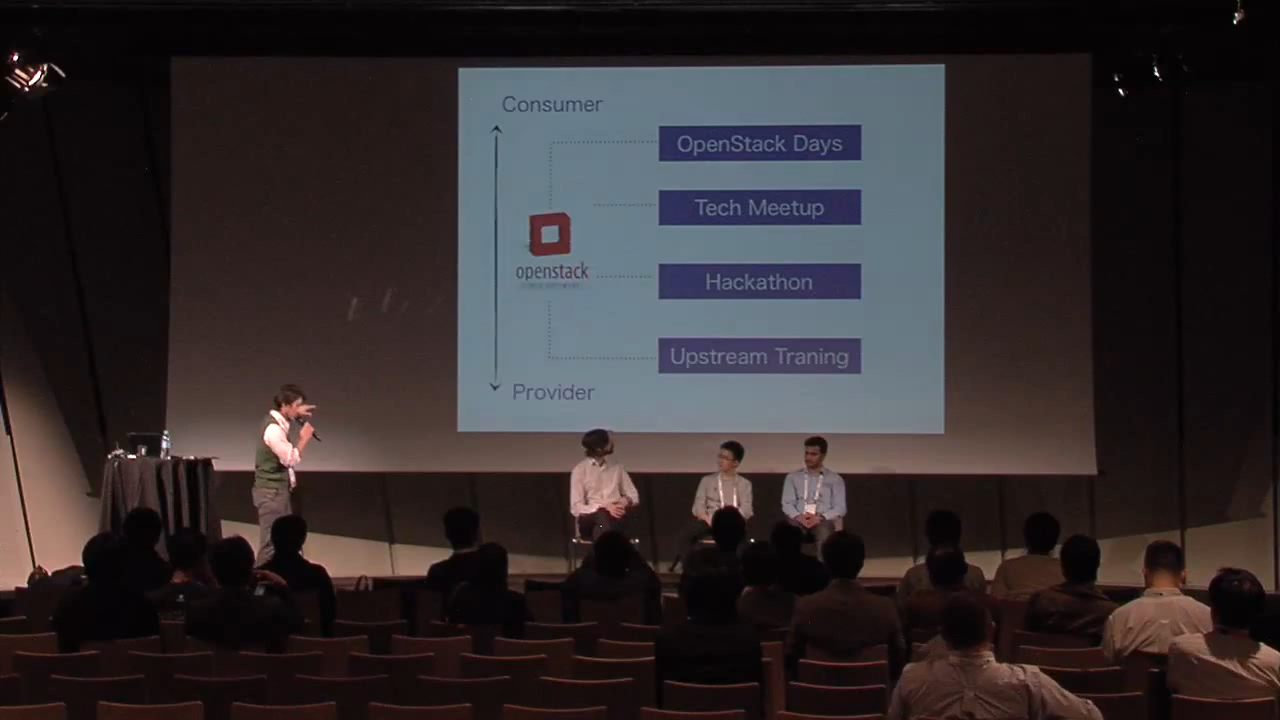 Consumer
OpenStack Days
Tech Meetup
openstack
Hackathon
Upstream Traning
Provider